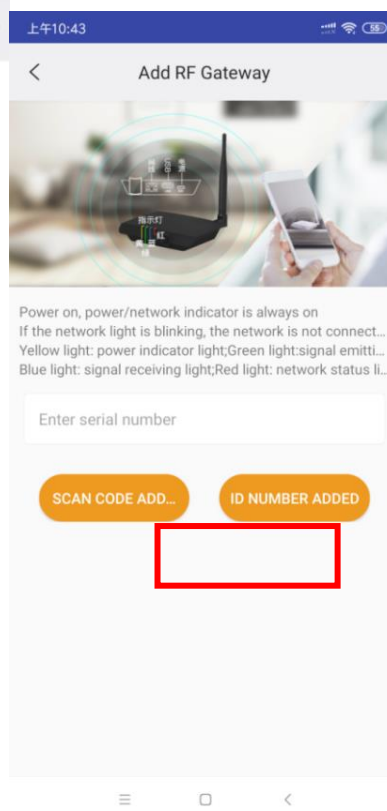 上午10:43
55
Add RF Gateway
指示灯
红
Power on, power/network indicator is always on
If the network light is blinking, the network is not connect...
Yellow light: power indicator light;Green light:signal emitti...
Blue light: signal receiving light;Red light: network status li..
Enter serial number
SCAN CODE ADD...
ID NUMBER ADDED